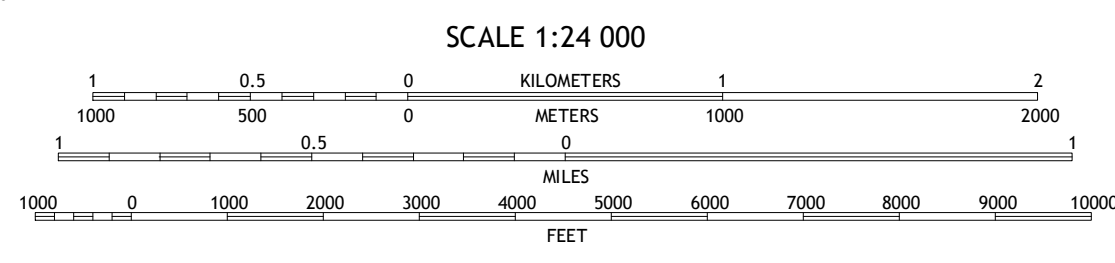 SCALE 1:24 000
1 0.5 0 KILOMETERS 1 2
1000 500 0 METERS 1000 2000
1 0.5 0 1
MILES
1000 0 1000 2000 3000 4000 5000 6000 7000 8000 9000 10000
FEET